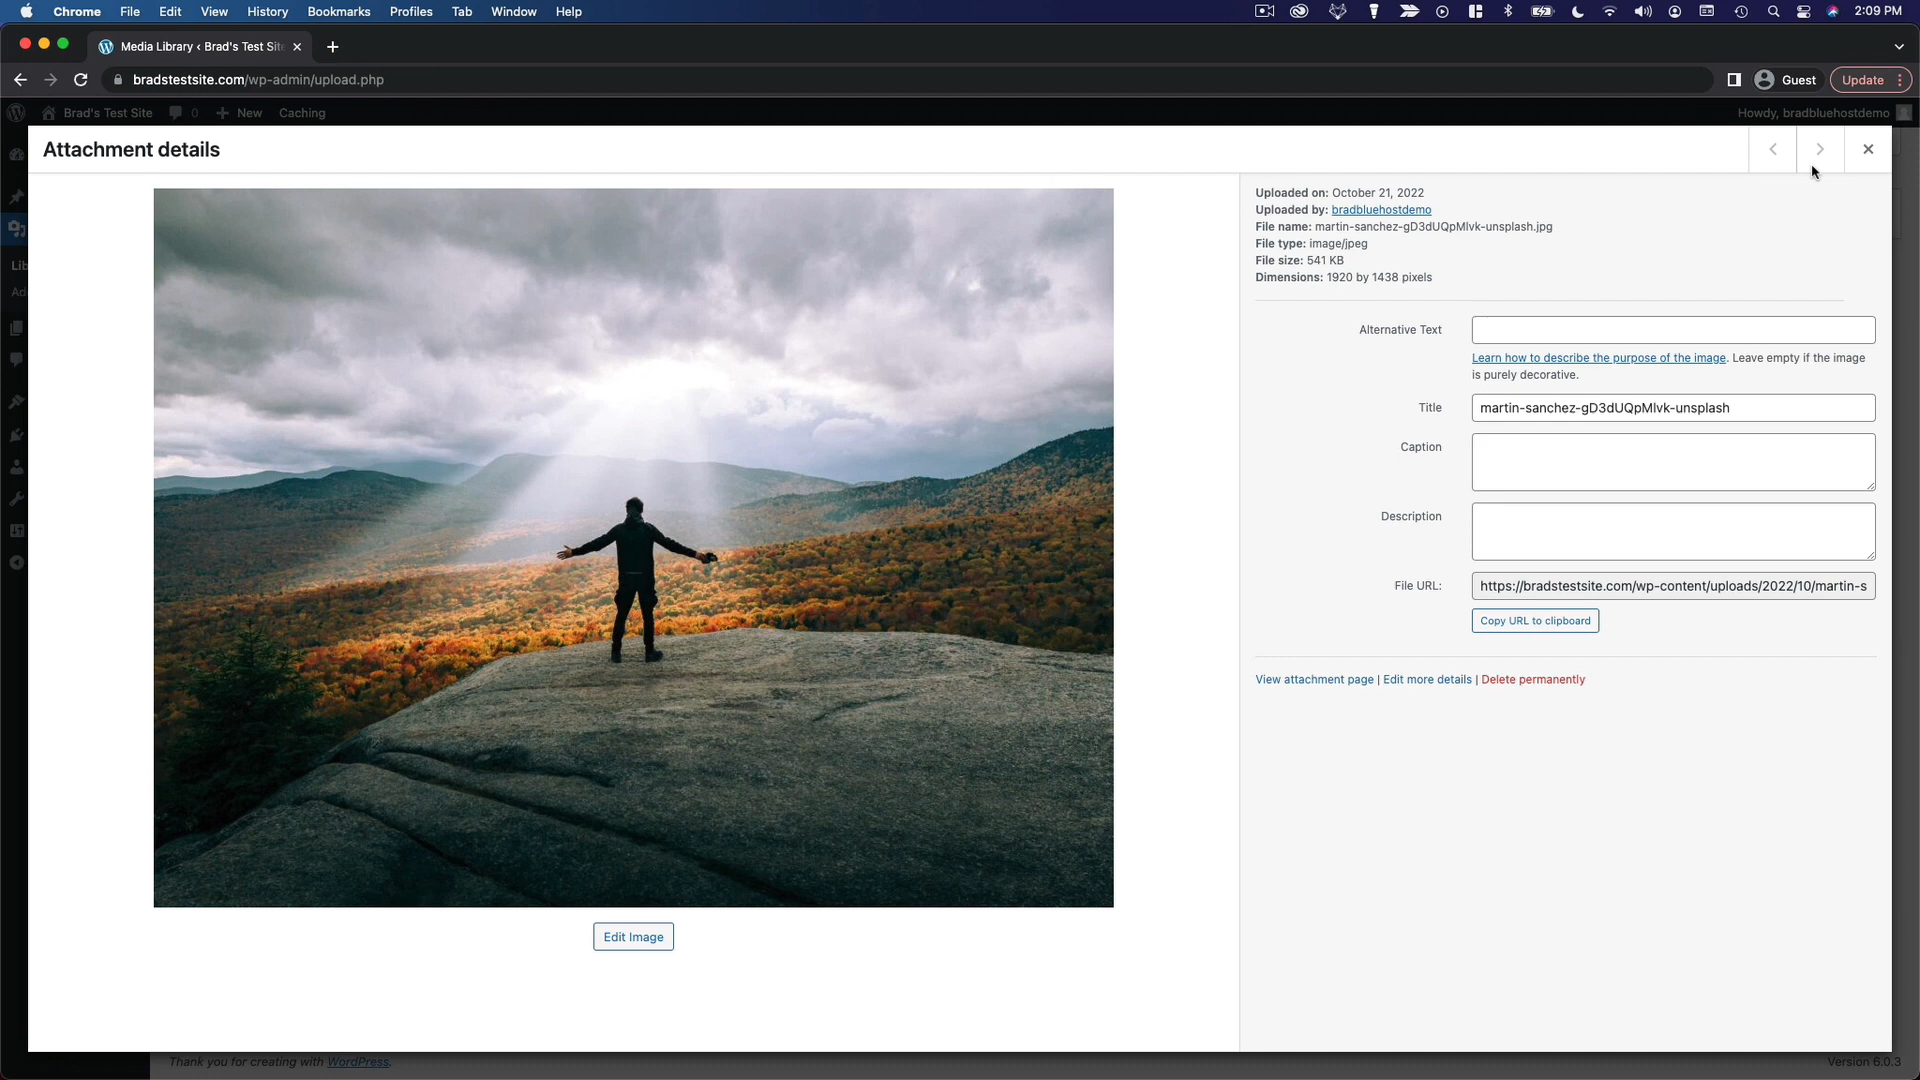 Chrome File Edit View History Bookmarks Profiles Tab Window Help 2:09 PM
Media Library ‹ Brad's Test Site
bradstestsite.com/wp-admin/upload.php Guest Update
Brad's Test Site 0 New Caching Howdy, bradbluehostdemo
Attachment details
Uploaded on: October 21, 2022
Uploaded by: bradbluehostdemo
File name: martin-sanchez-gD3dUQpMlvk-unsplash.jpg
File type: image/jpeg
File size: 541 KB
Dimensions: 1920 by 1438 pixels
Lib
Ad
Alternative Text
Learn how to describe the purpose of the image. Leave empty if the image
is purely decorative.
Title martin-sanchez-gD3dUQpMlvk-unsplash
Caption
Description
File URL: https://bradstestsite.com/wp-content/uploads/2022/10/martin-s
Copy URL to clipboard
View attachment page | Edit more details | Delete permanently
Edit Image
Thank you for creating with WordPress. Version 6.0.3